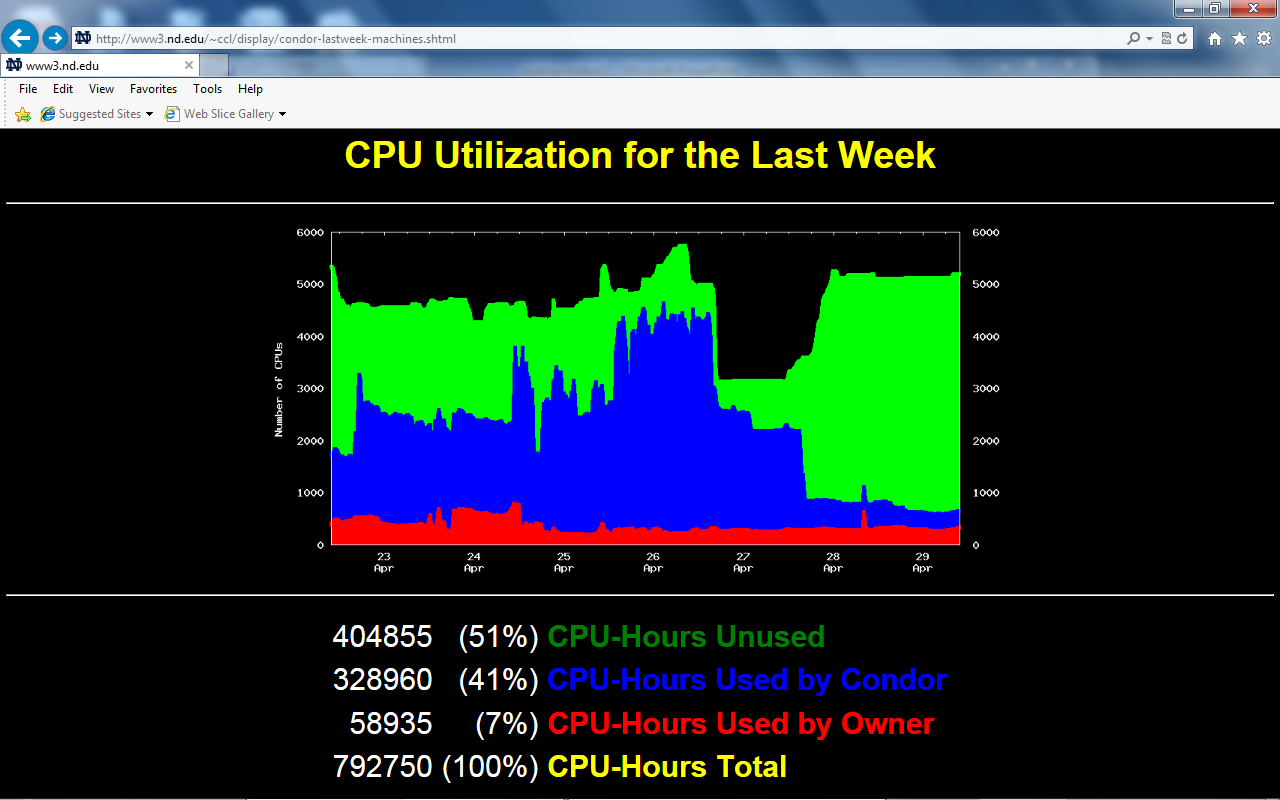 http://www3.nd.edu/~ccl/display/condor-lastweek-machines.shtml
www3.nd.edu
File Edit View Favorites Tools Help
Suggested Sites Web Slice Gallery
CPU Utilization for the Last Week
6000 6000
5000 5000
4000 4000
3000 3000
2000 2000
1000 1000
0 0
Number of CPUs
23 24 25 26 27 28 29
Apr Apr Apr Apr Apr Apr Apr
404855 (51%) CPU-Hours Unused
328960 (41%) CPU-Hours Used by Condor
58935 (7%) CPU-Hours Used by Owner
792750 (100%) CPU-Hours Total